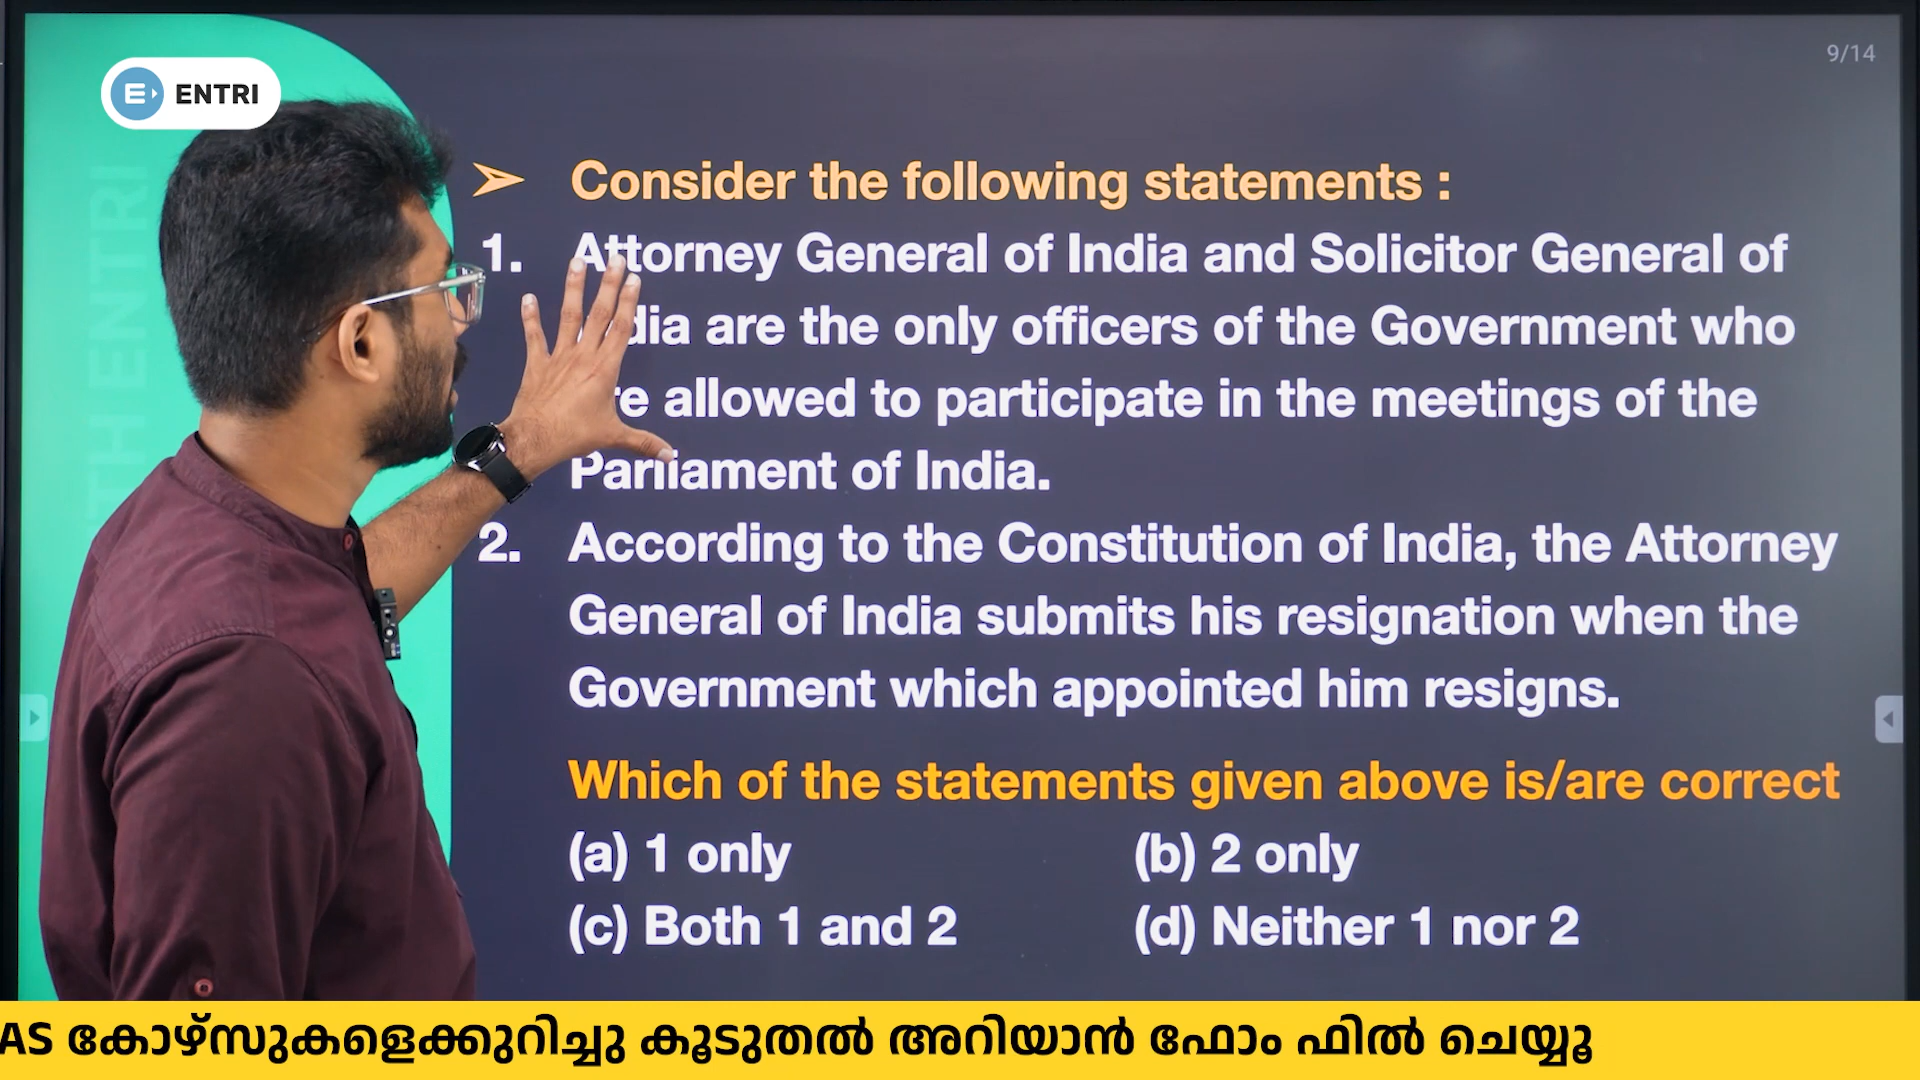 ENTRI
9/14
TH ENTRI
➢ Consider the following statements :
1. Attorney General of India and Solicitor General of
dia are the only officers of the Government who
re allowed to participate in the meetings of the
Parliament of India.
2. According to the Constitution of India, the Attorney
General of India submits his resignation when the
Government which appointed him resigns.
Which of the statements given above is/are correct
(a) 1 only (b) 2 only
(c) Both 1 and 2 (d) Neither 1 nor 2
AS കോഴ്സുകളെക്കുറിച്ചു കൂടുതൽ അറിയാൻ ഫോം ഫിൽ ചെയ്യൂ